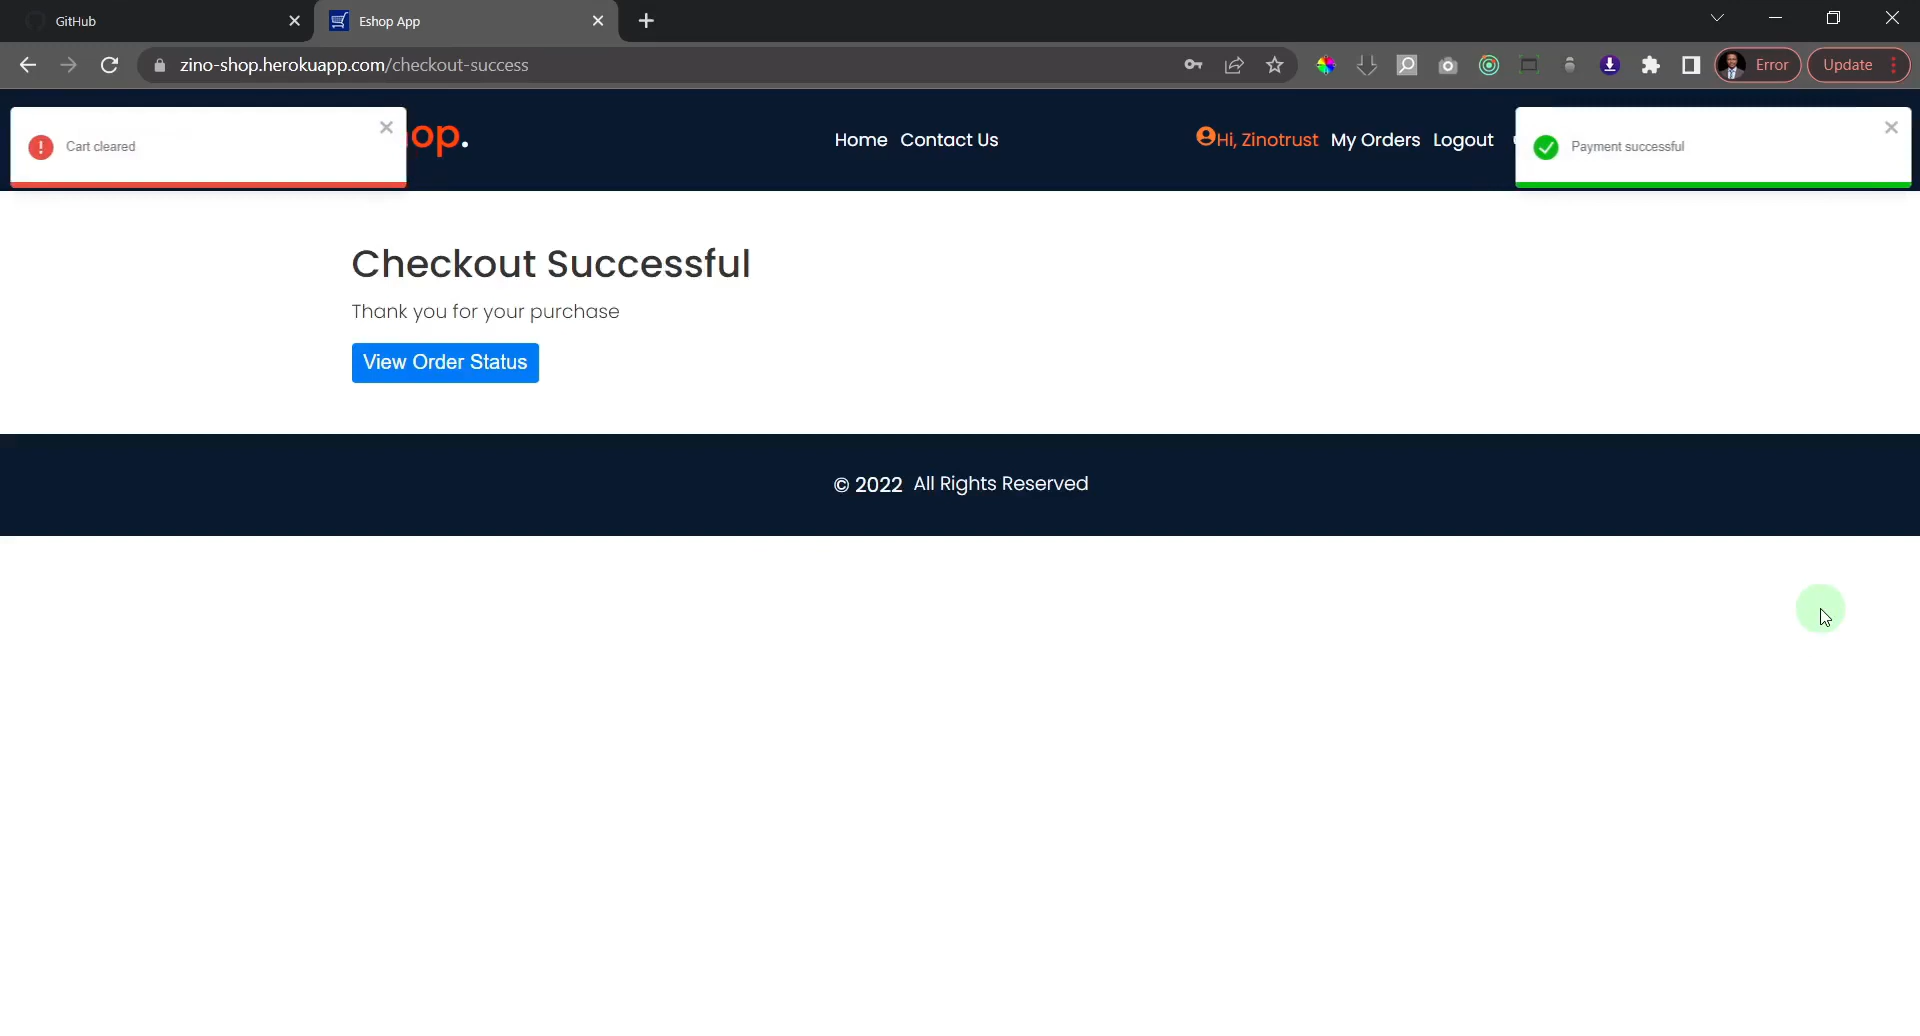 GitHub
Eshop App
zino-shop.herokuapp.com/checkout-success
Error
Update
Cart cleared
op.
Home
Contact Us
Hi, Zinotrust
My Orders
Logout
Payment successful
Checkout Successful
Thank you for your purchase
View Order Status
© 2022 All Rights Reserved